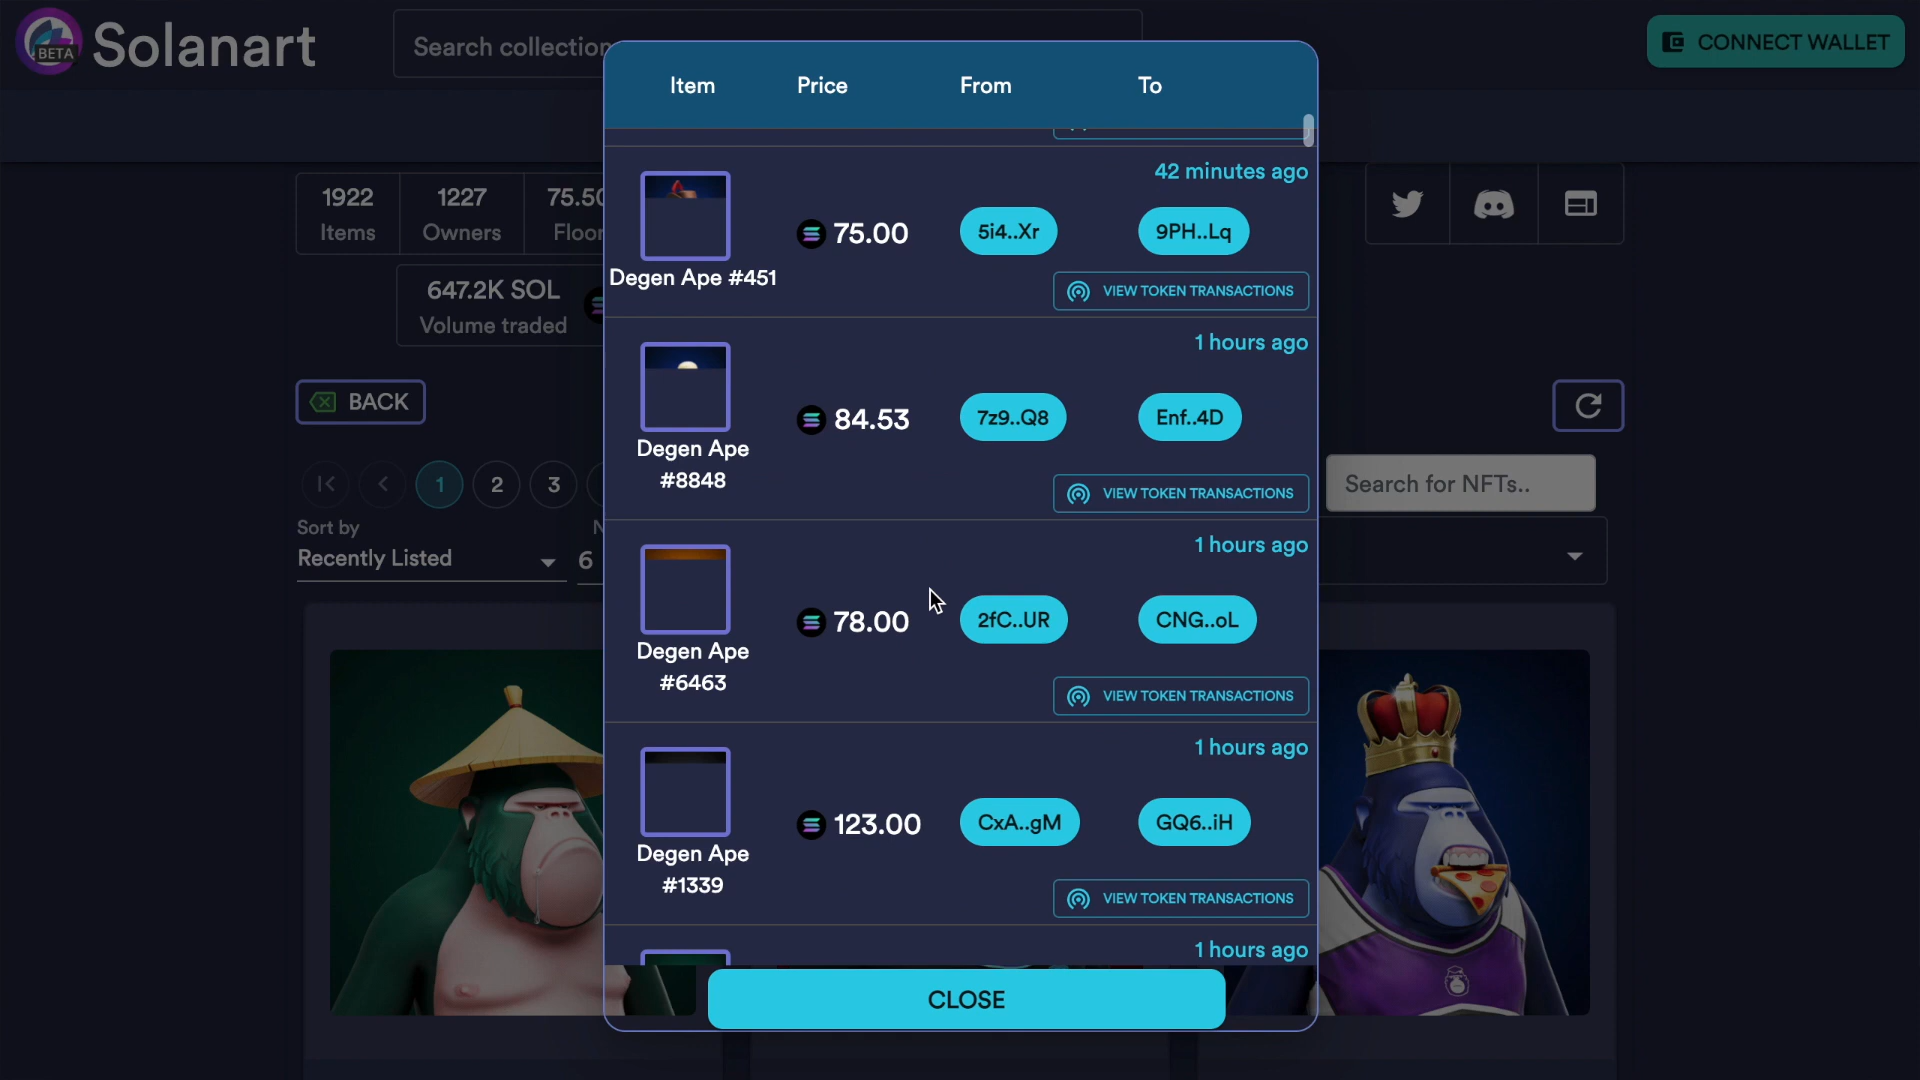 BETA
Solanart
Search collection
CONNECT WALLET
Item Price From To
1922
Items
1227
Owners
75.50
Floor
647.2K SOL
Volume traded
BACK
1 2 3
Sort by
Recently Listed
6
Search for NFTs..
42 minutes ago
75.00
5i4..Xr
9PH..Lq
Degen Ape #451
VIEW TOKEN TRANSACTIONS
1 hours ago
84.53
7z9..Q8
Enf..4D
Degen Ape
#8848
VIEW TOKEN TRANSACTIONS
1 hours ago
78.00
2fC..UR
CNG..oL
Degen Ape
#6463
VIEW TOKEN TRANSACTIONS
1 hours ago
123.00
CxA..gM
GQ6..iH
Degen Ape
#1339
VIEW TOKEN TRANSACTIONS
1 hours ago
CLOSE